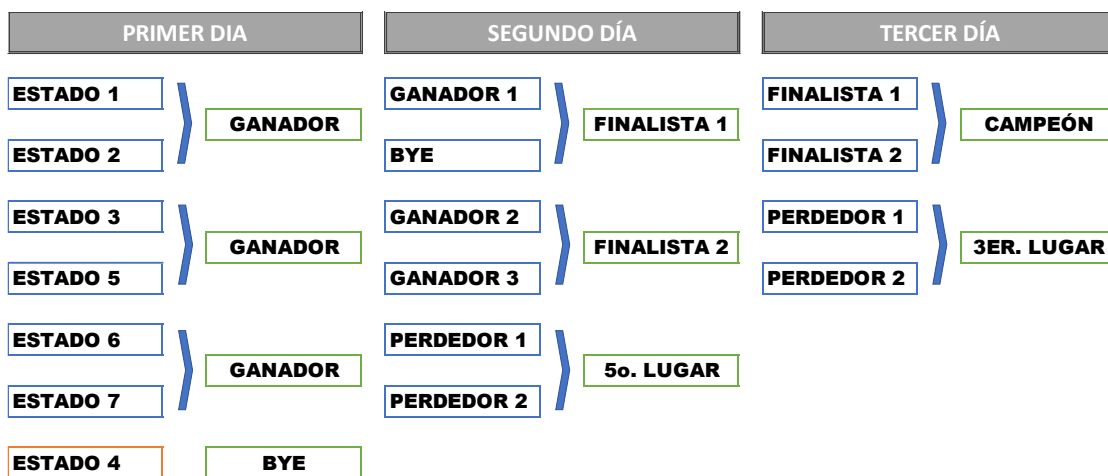 PRIMER DIA
ESTADO 1
GANADOR
ESTADO 2
ESTADO 3
GANADOR
ESTADO 5
ESTADO 6
GANADOR
ESTADO 7
ESTADO 4
BYE
SEGUNDO DÍA
GANADOR 1
FINALISTA 1
BYE
GANADOR 2
FINALISTA 2
GANADOR 3
PERDEDOR 1
5o. LUGAR
PERDEDOR 2
TERCER DÍA
FINALISTA 1
CAMPEÓN
FINALISTA 2
PERDEDOR 1
3ER. LUGAR
PERDEDOR 2